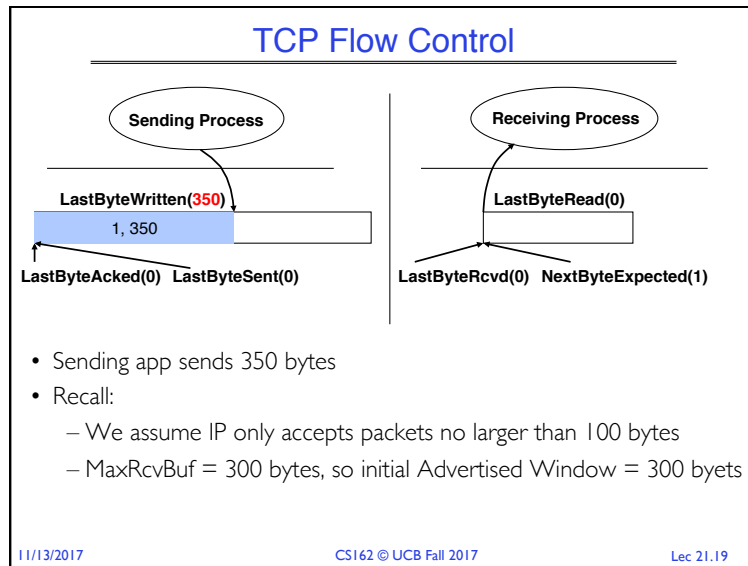 TCP Flow Control
Sending Process
Receiving Process
LastByteWritten(350)
LastByteRead(0)
1, 350
LastByteAcked(0) LastByteSent(0)
LastByteRcvd(0) NextByteExpected(1)
• Sending app sends 350 bytes
• Recall:
– We assume IP only accepts packets no larger than 100 bytes
– MaxRcvBuf = 300 bytes, so initial Advertised Window = 300 byets
11/13/2017
CS162 © UCB Fall 2017
Lec 21.19